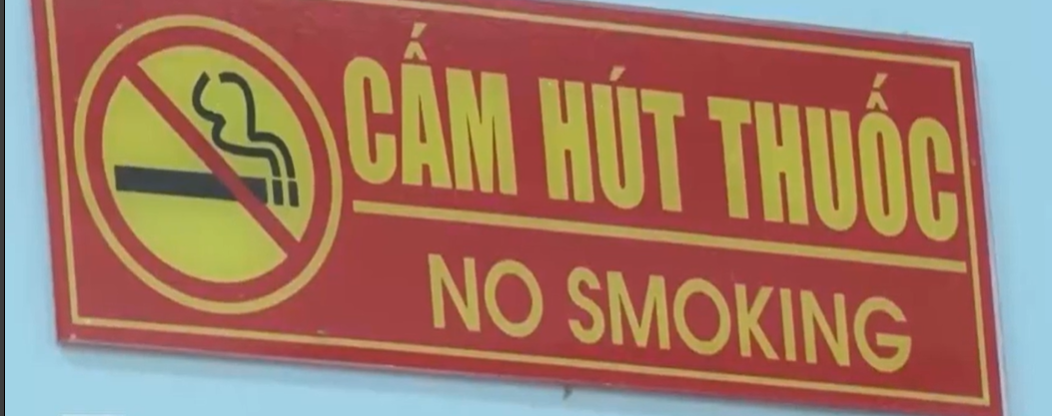 CẤM HÚT THUỐC
NO SMOKING